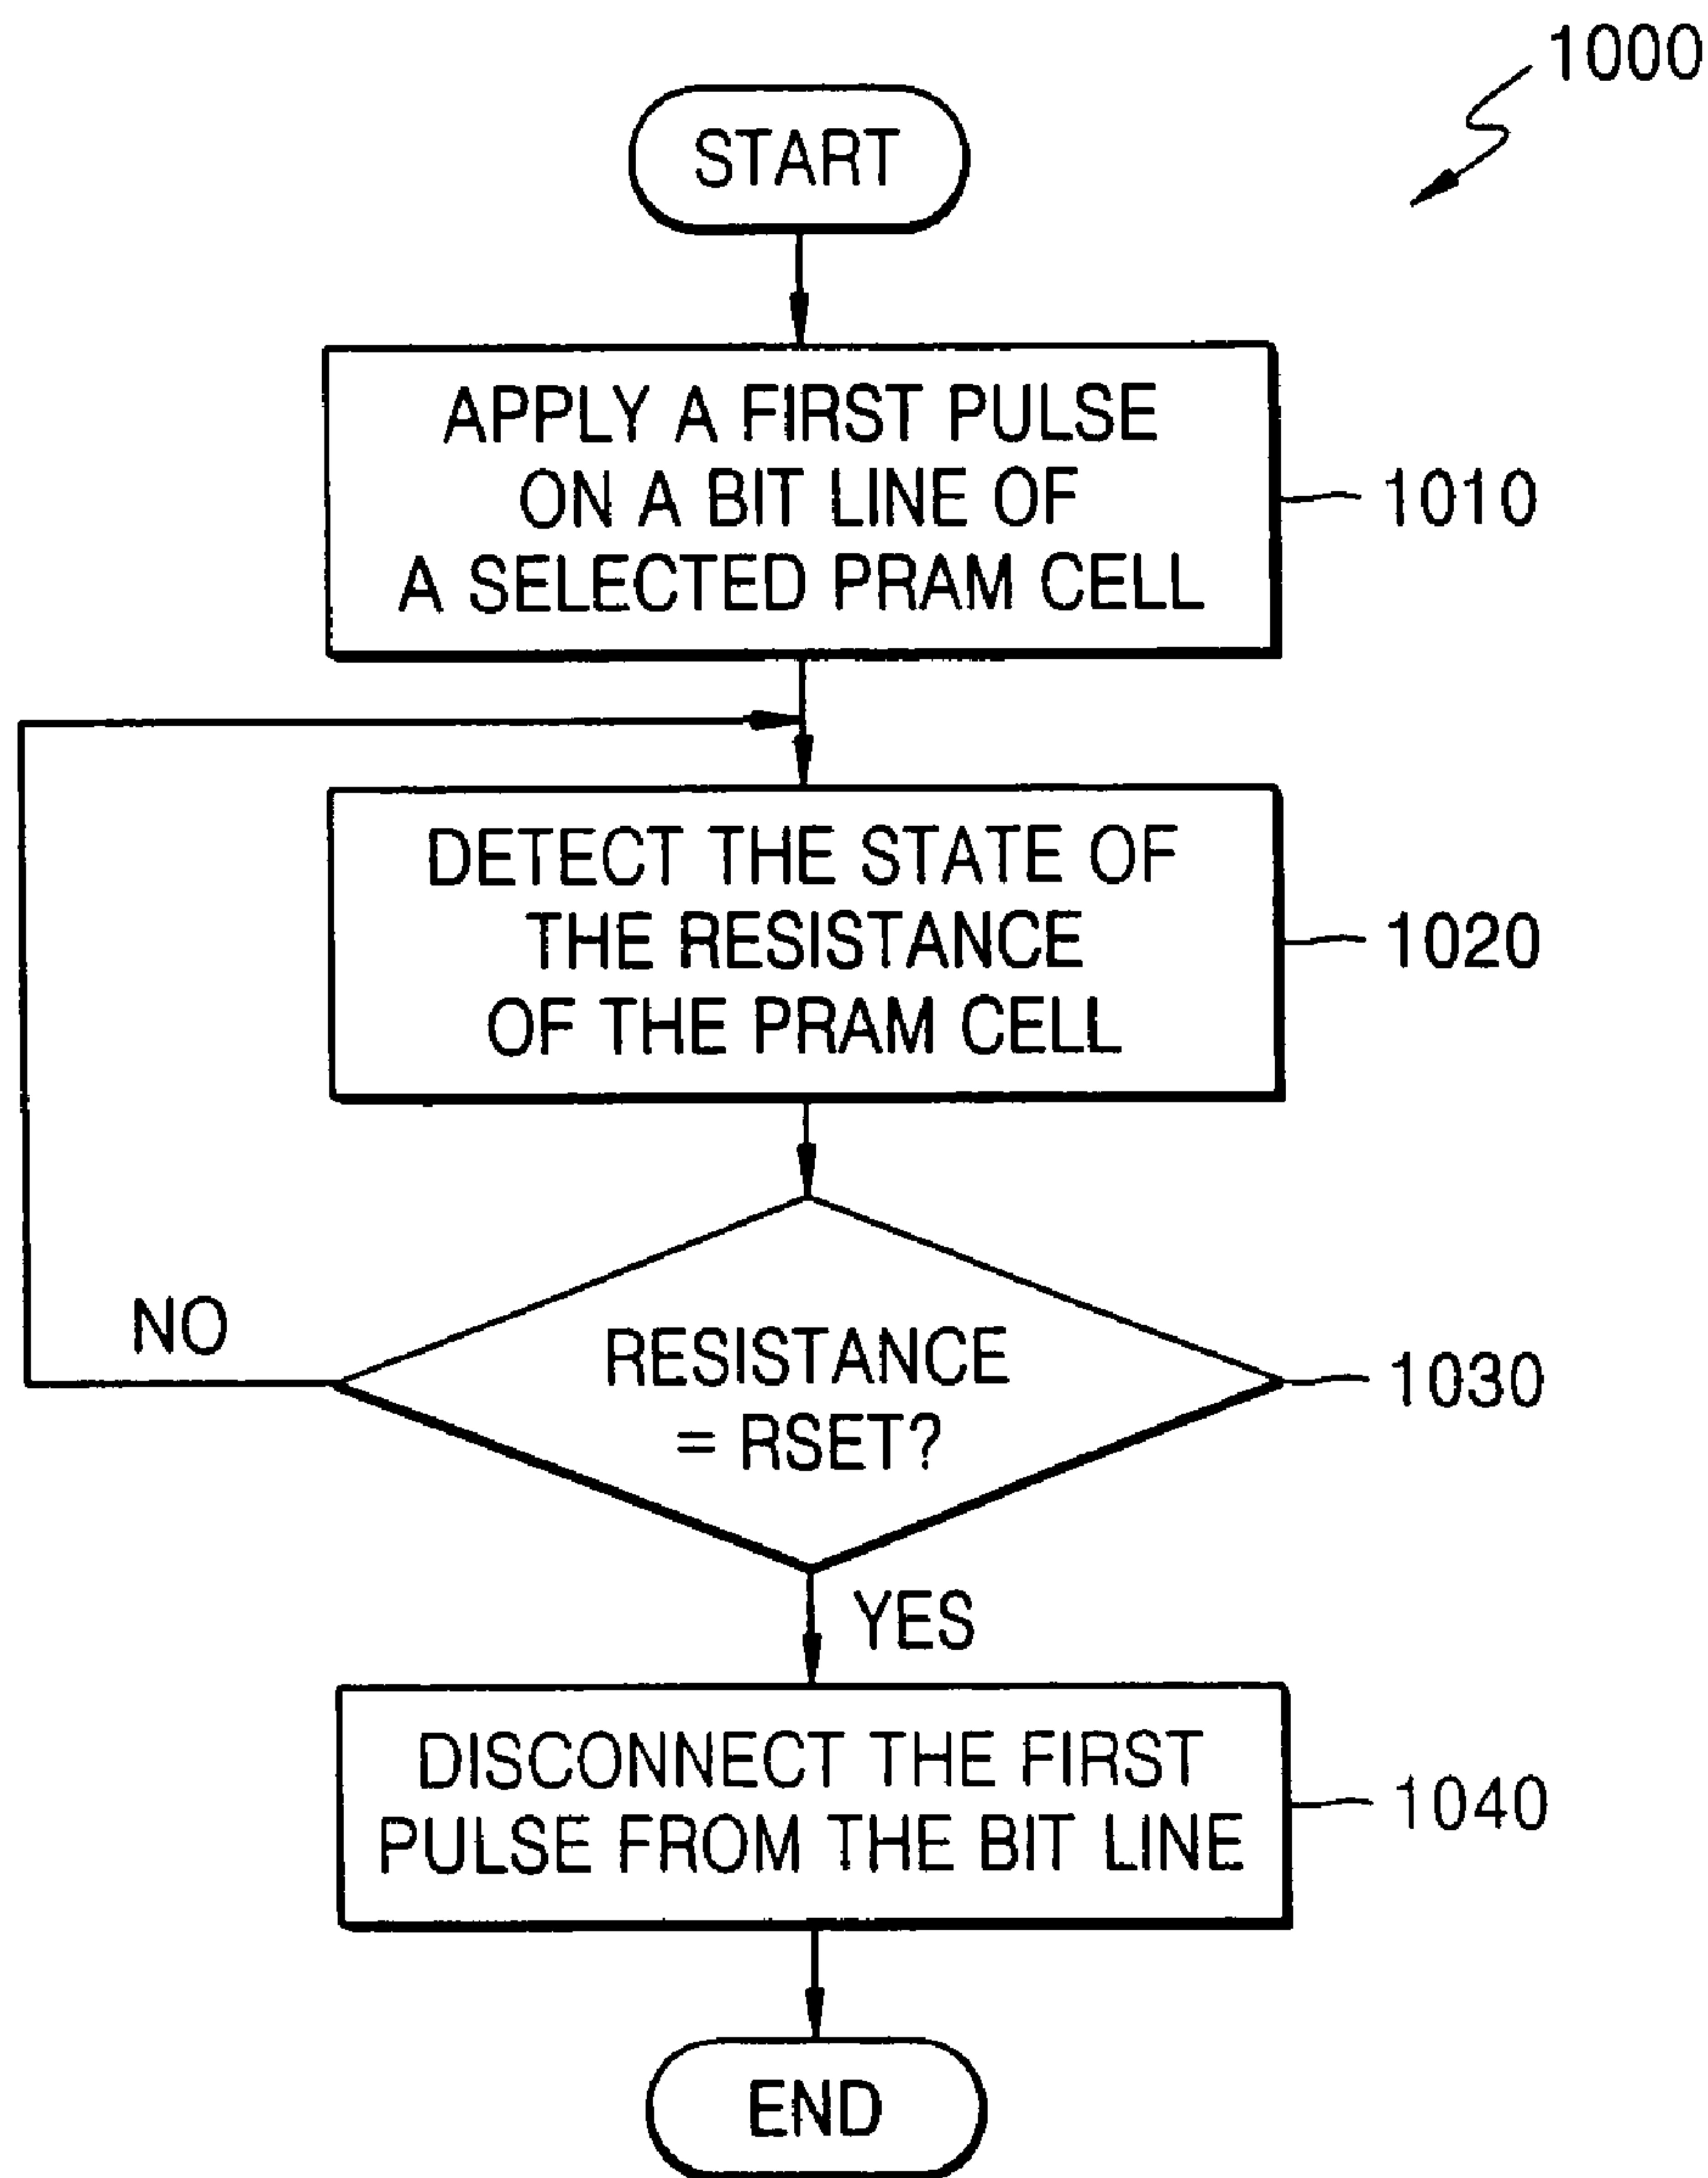 1000
START
APPLY A FIRST PULSE
ON A BIT LINE OF
A SELECTED PRAM CELL
1010
DETECT THE STATE OF
THE RESISTANCE
OF THE PRAM CELL
1020
NO
RESISTANCE
= RSET?
1030
YES
DISCONNECT THE FIRST
PULSE FROM THE BIT LINE
1040
END